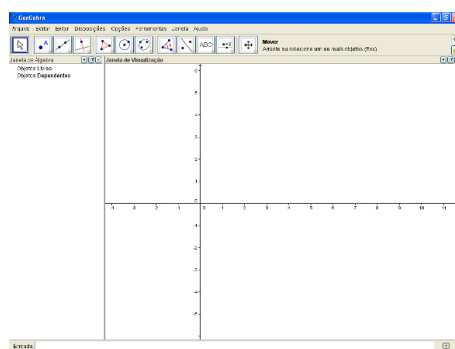 GeoGebra
Arquivo Editar Exibir Disposições Opções Ferramentas Janela Ajuda
ABC a=2
Mover
Arraste ou selecione um ou mais objetos (Esc)
Janela de Álgebra
Janela de Visualização
Objetos Livres
Objetos Dependentes
6
5
4
3
2
1
0
-4 -3 -2 -1 0 1 2 3 4 5 6 7 8 9 10 11
-1
-2
-3
-4
-5
Entrada: